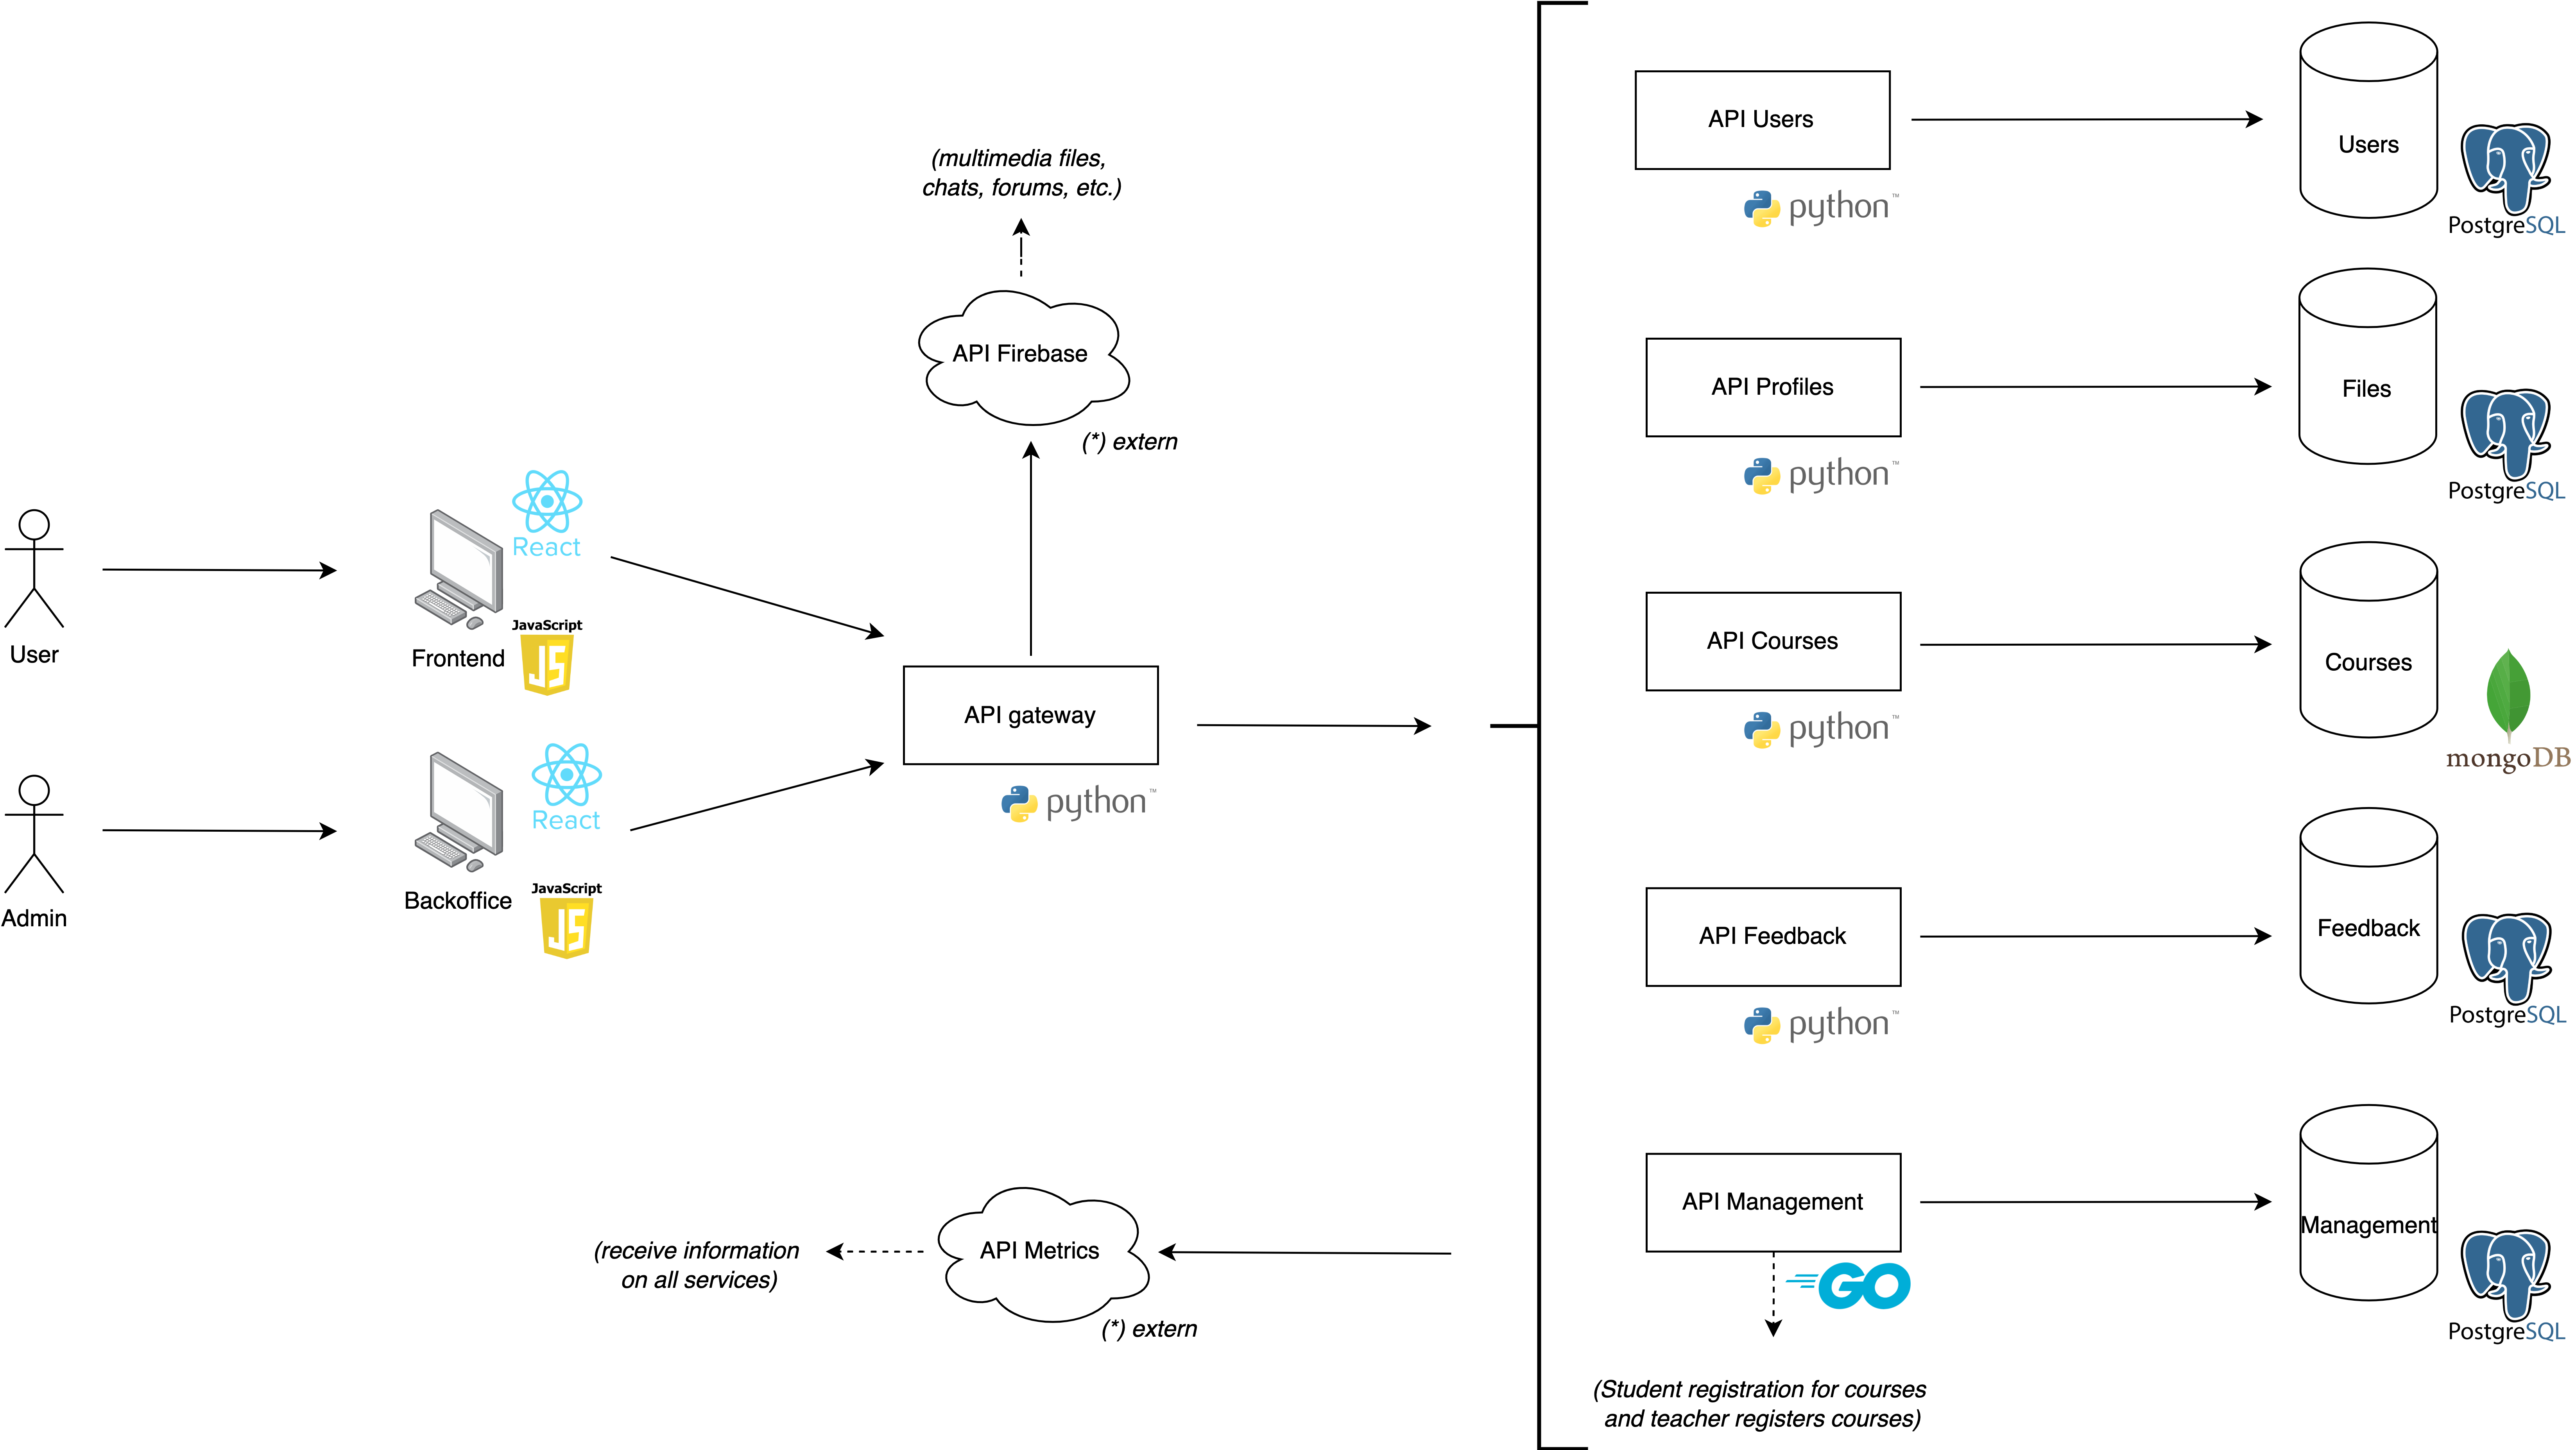 User
Admin
React
JavaScript
JS
Frontend
React
JavaScript
JS
Backoffice
(multimedia files,
chats, forums, etc.)
API Firebase
(*) extern
API gateway
python™
(receive information
on all services)
API Metrics
(*) extern
API Users
python™
Users
PostgreSQL
API Profiles
python™
Files
PostgreSQL
API Courses
python™
Courses
mongoDB
API Feedback
python™
Feedback
PostgreSQL
API Management
GO
Management
PostgreSQL
(Student registration for courses
and teacher registers courses)